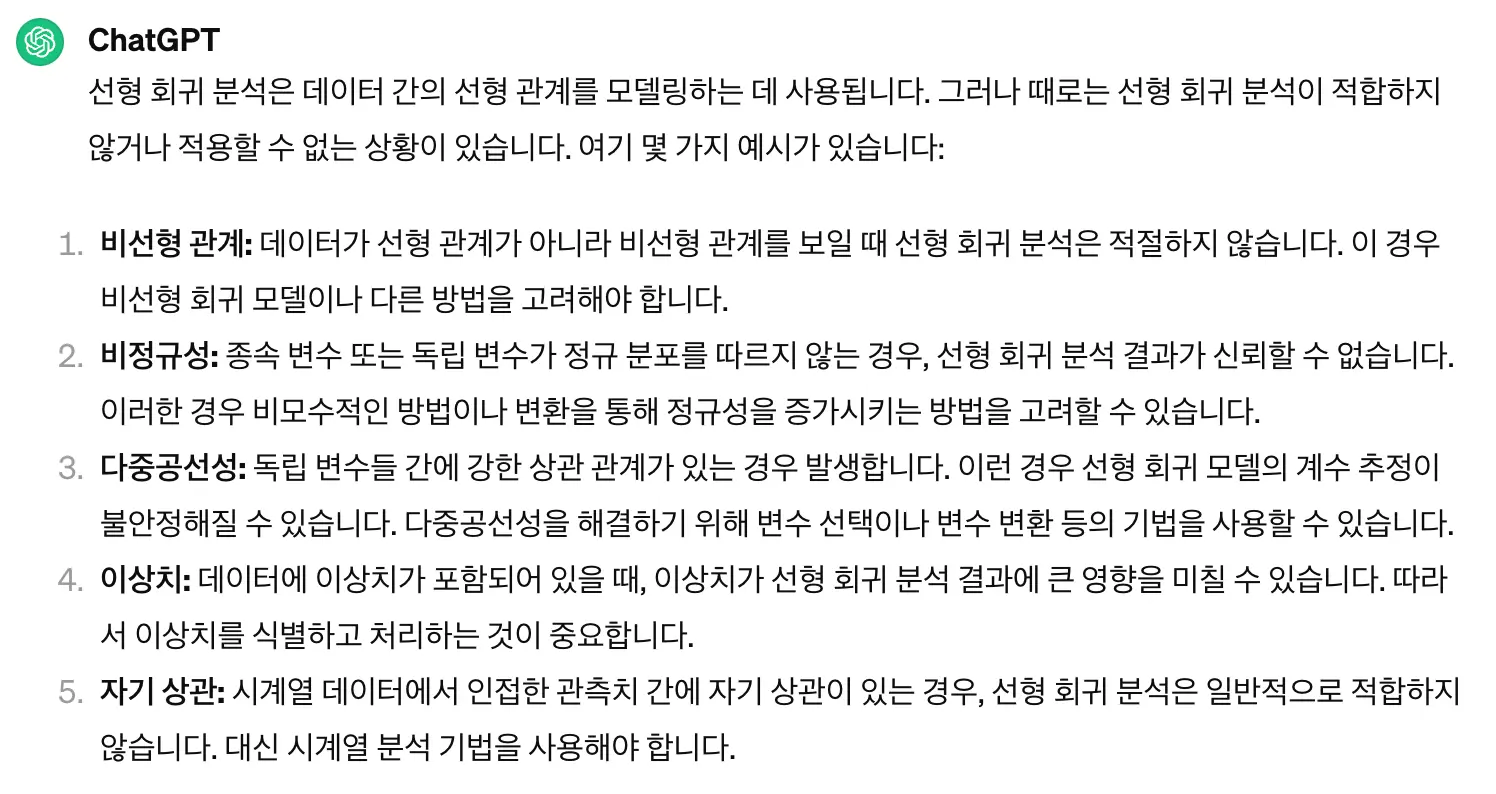 ChatGPT
선형 회귀 분석은 데이터 간의 선형 관계를 모델링하는 데 사용됩니다. 그러나 때로는 선형 회귀 분석이 적합하지
않거나 적용할 수 없는 상황이 있습니다. 여기 몇 가지 예시가 있습니다:
1. 비선형 관계: 데이터가 선형 관계가 아니라 비선형 관계를 보일 때 선형 회귀 분석은 적절하지 않습니다. 이 경우
비선형 회귀 모델이나 다른 방법을 고려해야 합니다.
2. 비정규성: 종속 변수 또는 독립 변수가 정규 분포를 따르지 않는 경우, 선형 회귀 분석 결과가 신뢰할 수 없습니다.
이러한 경우 비모수적인 방법이나 변환을 통해 정규성을 증가시키는 방법을 고려할 수 있습니다.
3. 다중공선성: 독립 변수들 간에 강한 상관 관계가 있는 경우 발생합니다. 이런 경우 선형 회귀 모델의 계수 추정이
불안정해질 수 있습니다. 다중공선성을 해결하기 위해 변수 선택이나 변수 변환 등의 기법을 사용할 수 있습니다.
4. 이상치: 데이터에 이상치가 포함되어 있을 때, 이상치가 선형 회귀 분석 결과에 큰 영향을 미칠 수 있습니다. 따라
서 이상치를 식별하고 처리하는 것이 중요합니다.
5. 자기 상관: 시계열 데이터에서 인접한 관측치 간에 자기 상관이 있는 경우, 선형 회귀 분석은 일반적으로 적합하지
않습니다. 대신 시계열 분석 기법을 사용해야 합니다.